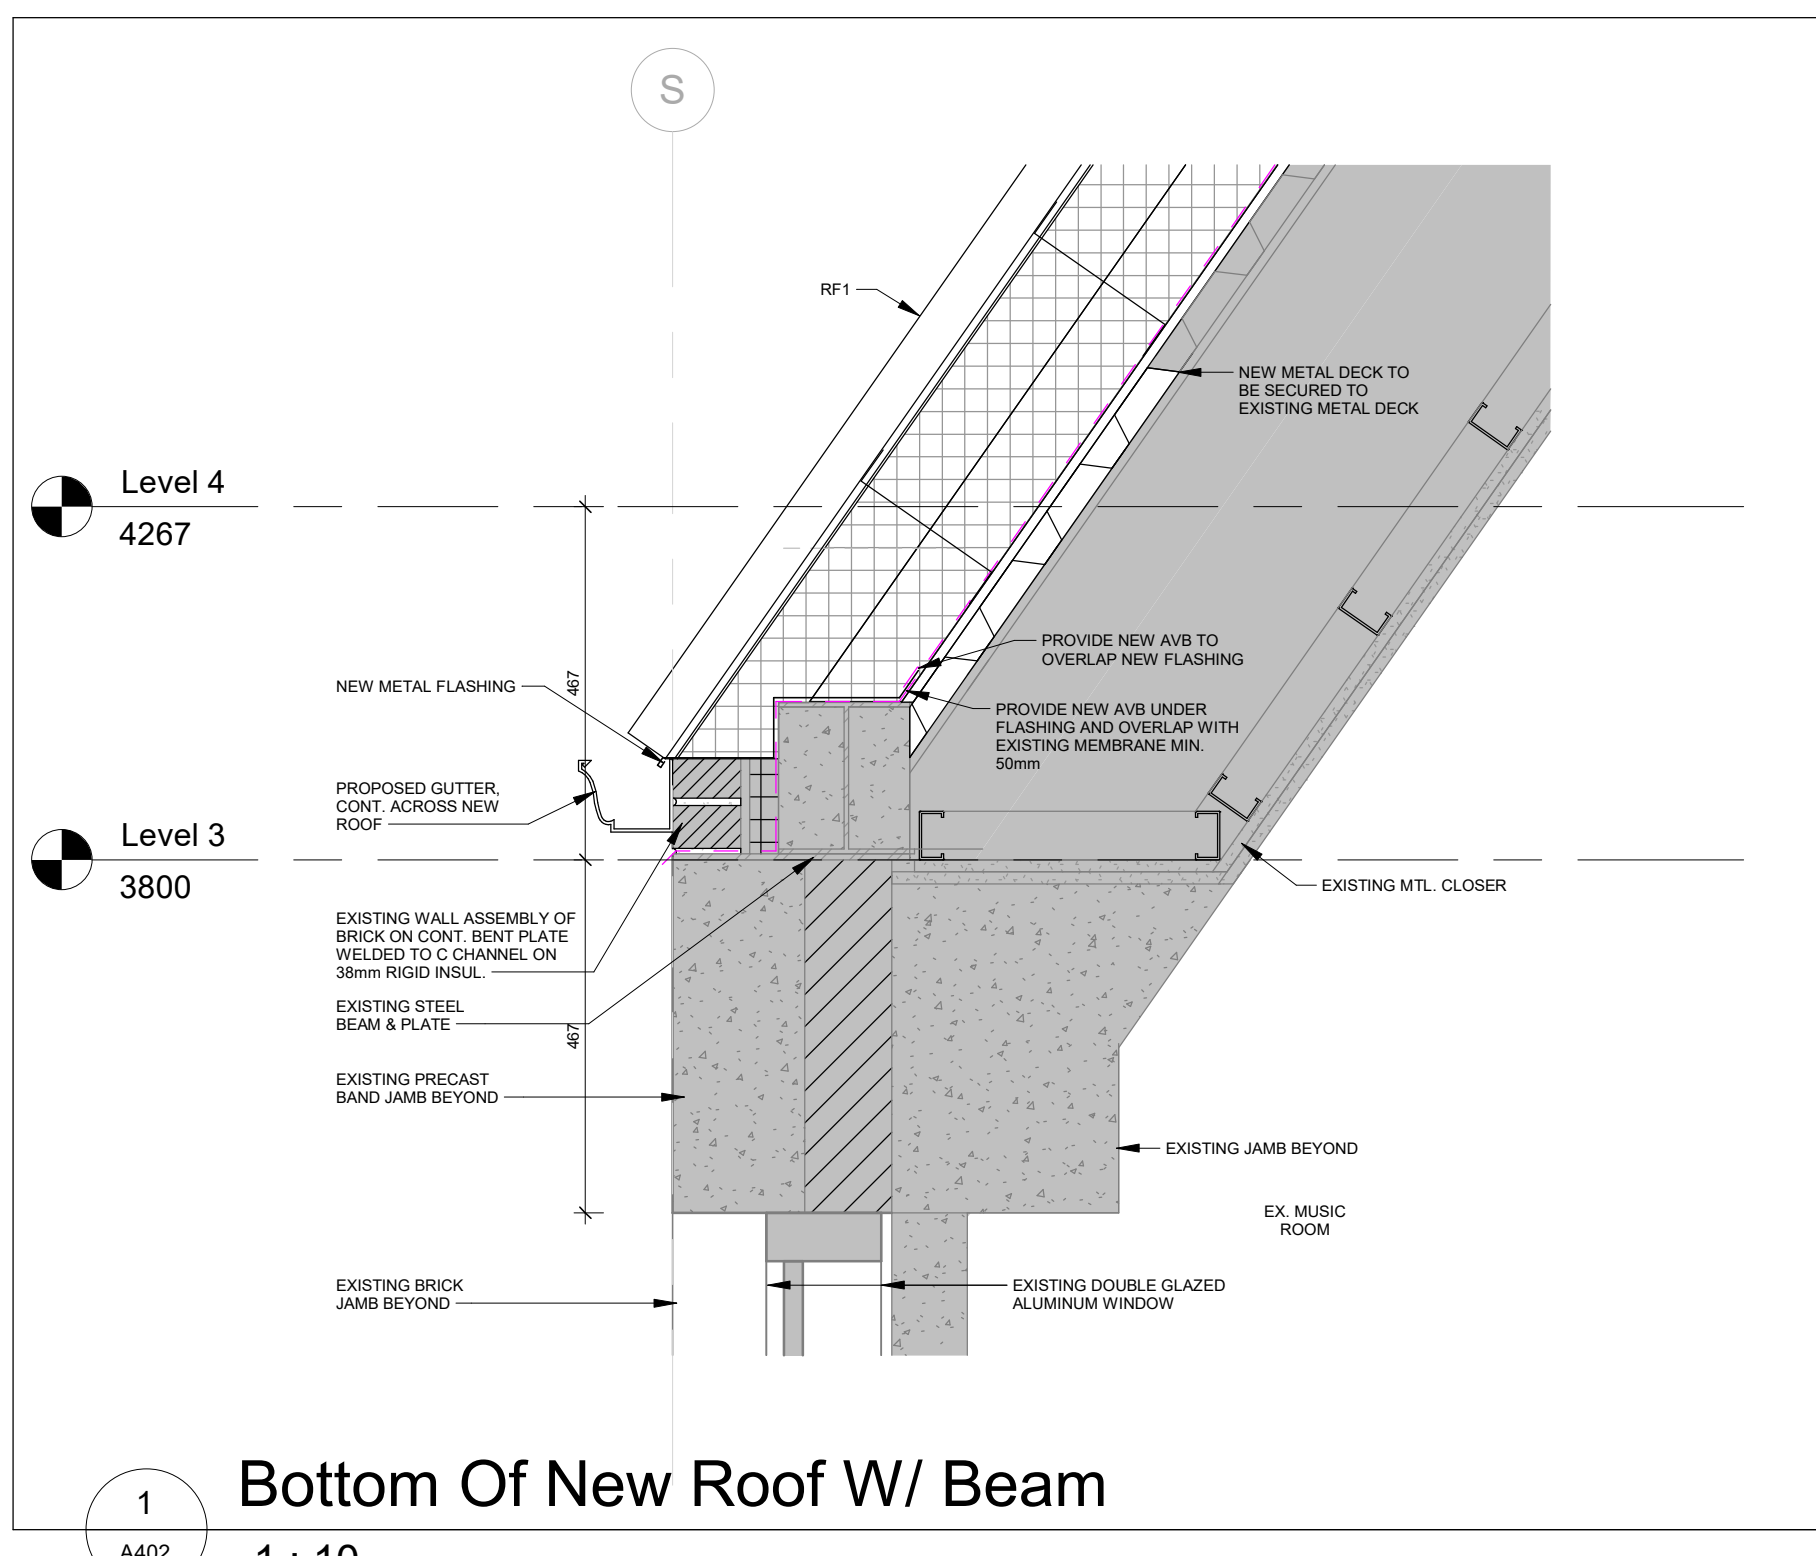 S
RF1
NEW METAL DECK TO
BE SECURED TO
EXISTING METAL DECK
Level 4
4267
PROVIDE NEW AVB TO
OVERLAP NEW FLASHING
467
NEW METAL FLASHING
PROVIDE NEW AVB UNDER
FLASHING AND OVERLAP WITH
EXISTING MEMBRANE MIN.
50mm
PROPOSED GUTTER,
CONT. ACROSS NEW
ROOF
Level 3
3800
EXISTING MTL. CLOSER
EXISTING WALL ASSEMBLY OF
BRICK ON CONT. BENT PLATE
WELDED TO C CHANNEL ON
38mm RIGID INSUL.
EXISTING STEEL
BEAM & PLATE
467
EXISTING PRECAST
BAND JAMB BEYOND
EXISTING JAMB BEYOND
EX. MUSIC
ROOM
EXISTING BRICK
JAMB BEYOND
EXISTING DOUBLE GLAZED
ALUMINUM WINDOW
1
Bottom Of New Roof W/ Beam
A402
1 : 10